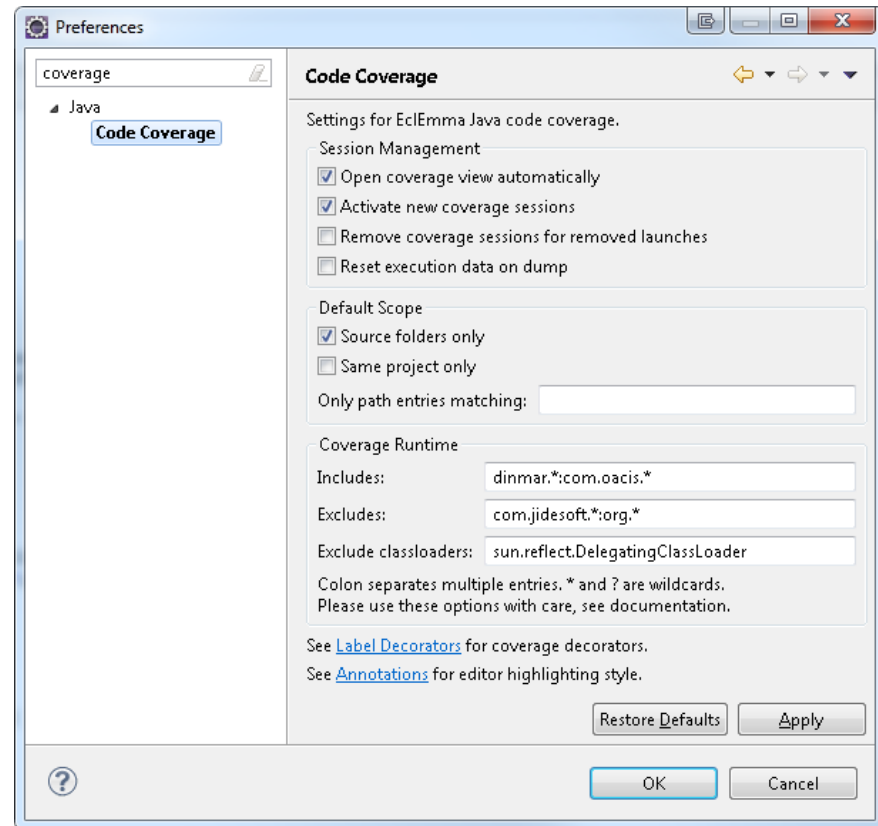 Preferences
coverage
Java
Code Coverage
Code Coverage
Settings for EclEmma Java code coverage.
Session Management
Open coverage view automatically
Activate new coverage sessions
Remove coverage sessions for removed launches
Reset execution data on dump
Default Scope
Source folders only
Same project only
Only path entries matching:
Coverage Runtime
Includes: dinmar.*:com.oacis.*
Excludes: com.jidesoft.*:org.*
Exclude classloaders: sun.reflect.DelegatingClassLoader
Colon separates multiple entries. * and ? are wildcards.
Please use these options with care, see documentation.
See Label Decorators for coverage decorators.
See Annotations for editor highlighting style.
Restore Defaults Apply
? OK Cancel